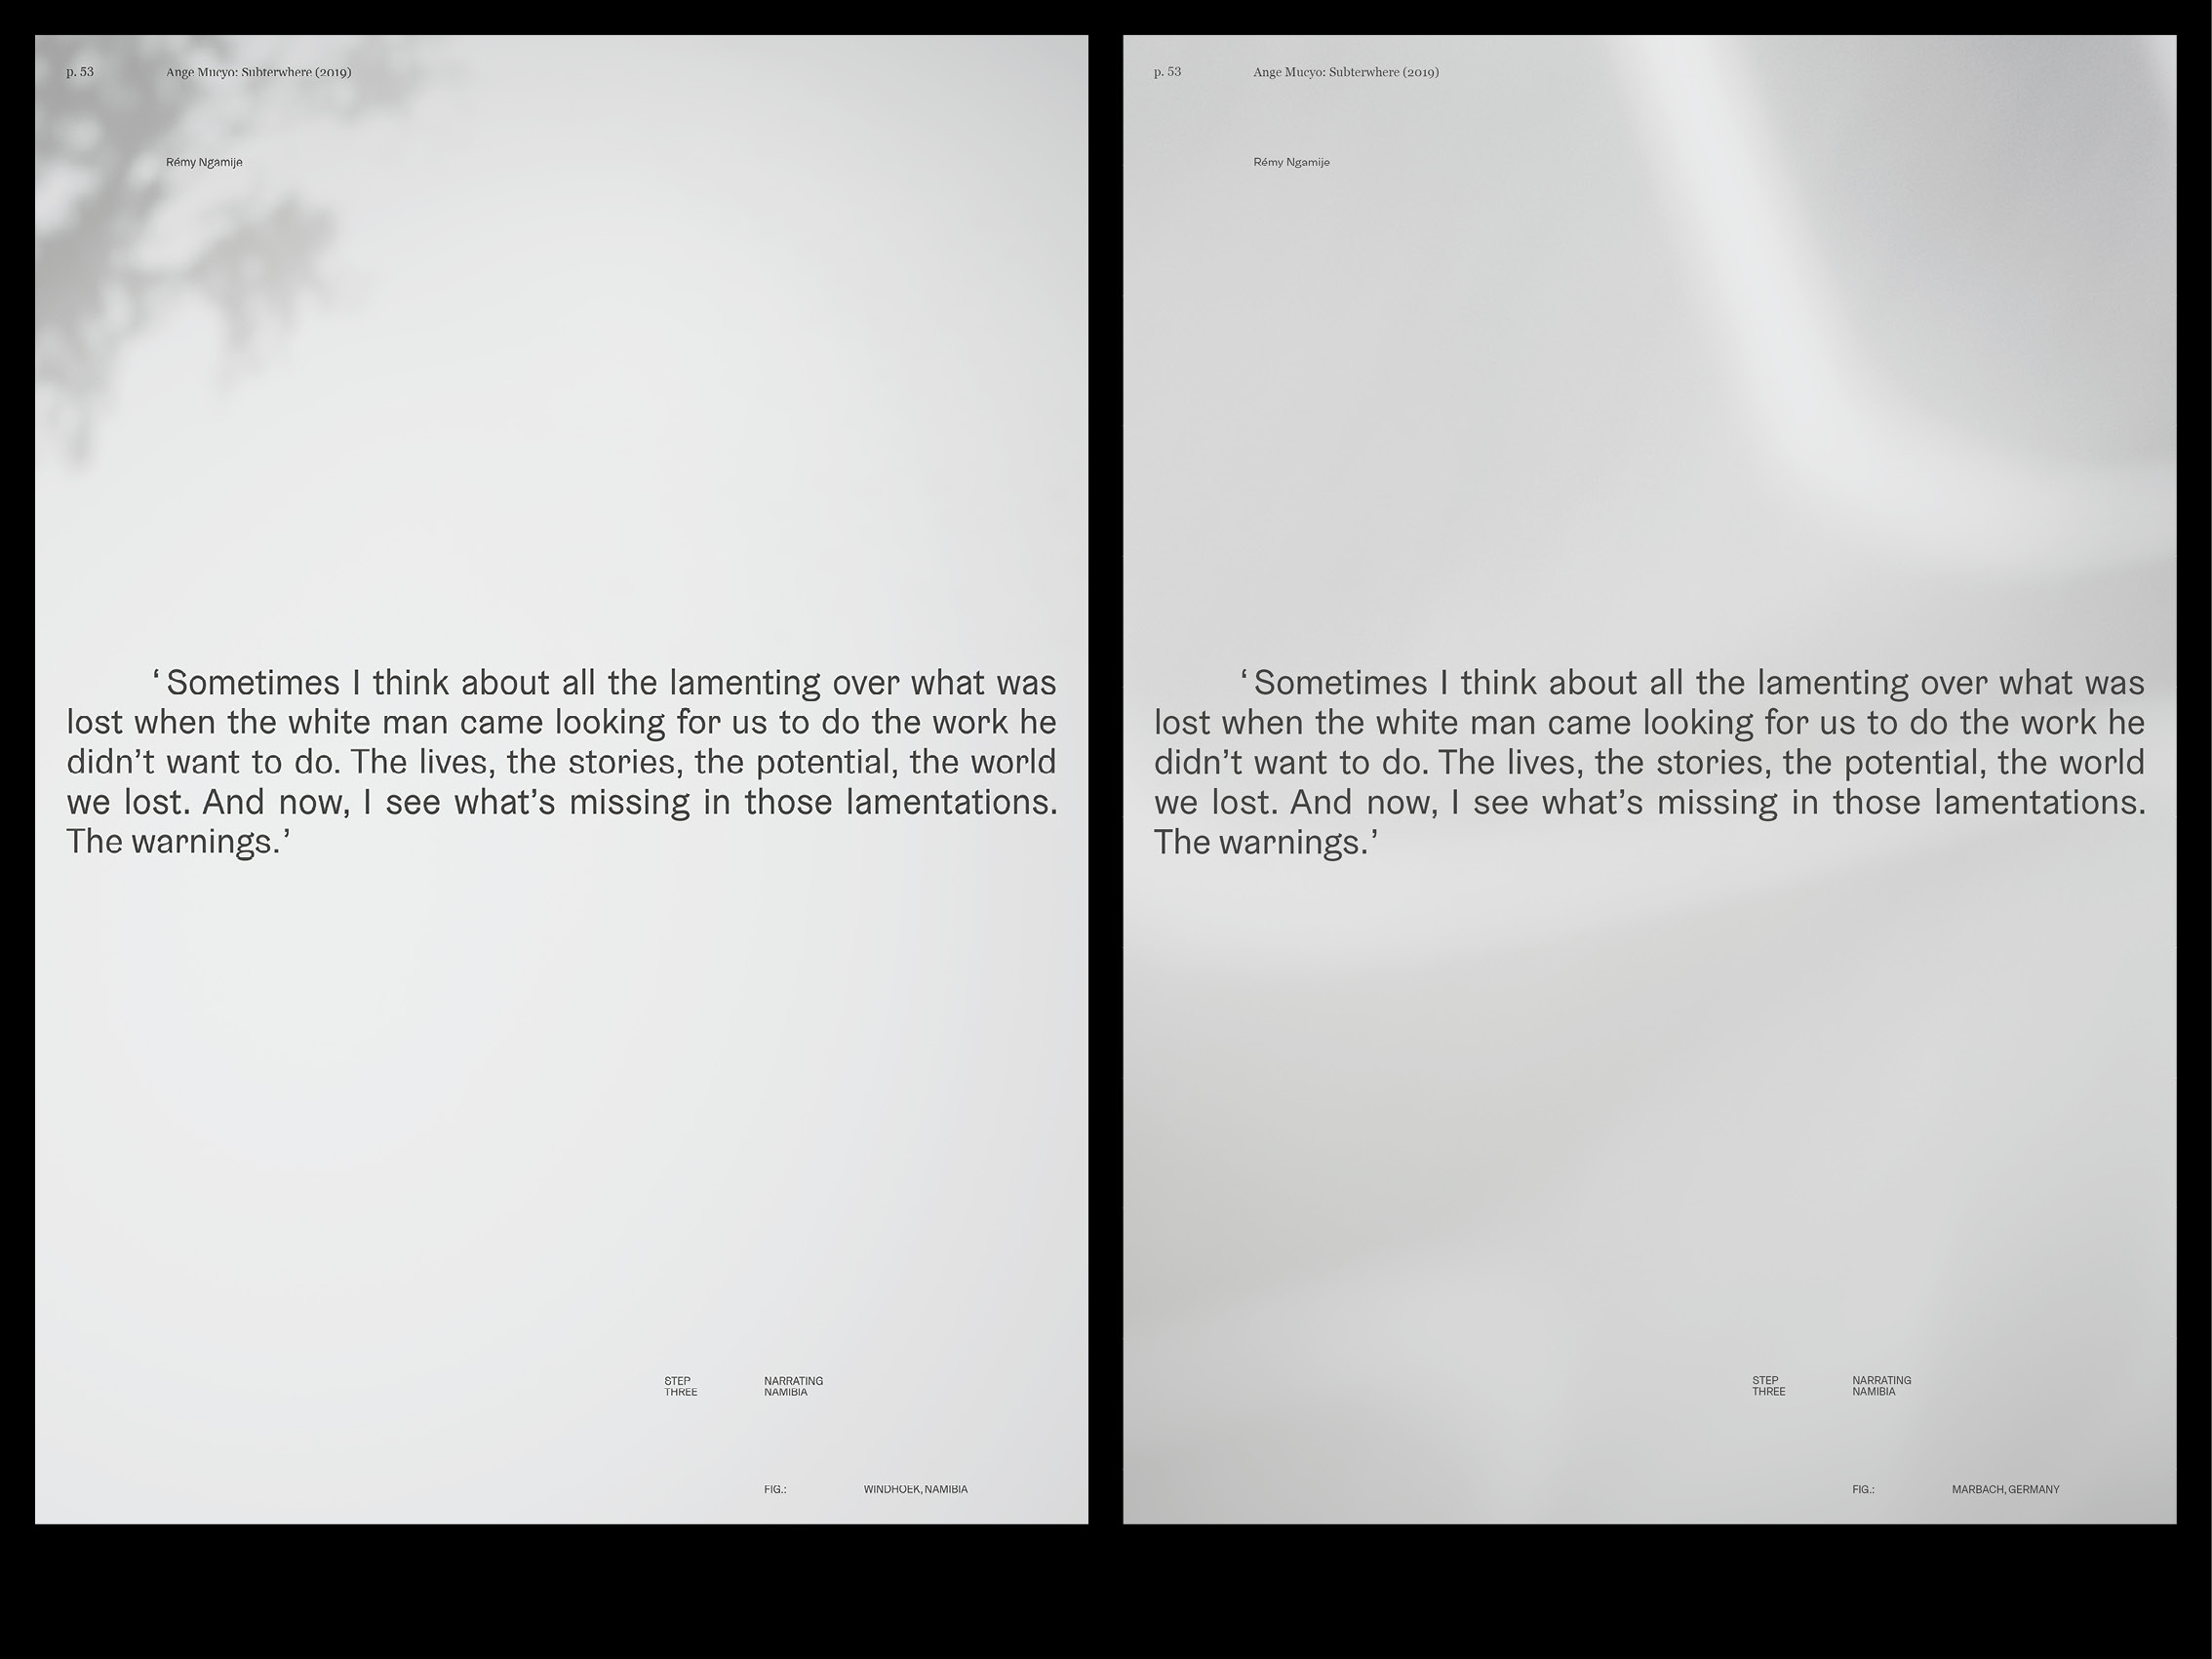 p. 53 Ange Mucyo: Subterwhere (2019)
Rémy Ngamije
‘Sometimes I think about all the lamenting over what was
lost when the white man came looking for us to do the work he
didn’t want to do. The lives, the stories, the potential, the world
we lost. And now, I see what’s missing in those lamentations.
The warnings.’
STEP NARRATING
THREE NAMIBIA
FIG.: WINDHOEK, NAMIBIA
p. 53 Ange Mucyo: Subterwhere (2019)
Rémy Ngamije
‘Sometimes I think about all the lamenting over what was
lost when the white man came looking for us to do the work he
didn’t want to do. The lives, the stories, the potential, the world
we lost. And now, I see what’s missing in those lamentations.
The warnings.’
STEP NARRATING
THREE NAMIBIA
FIG.: MARBACH, GERMANY